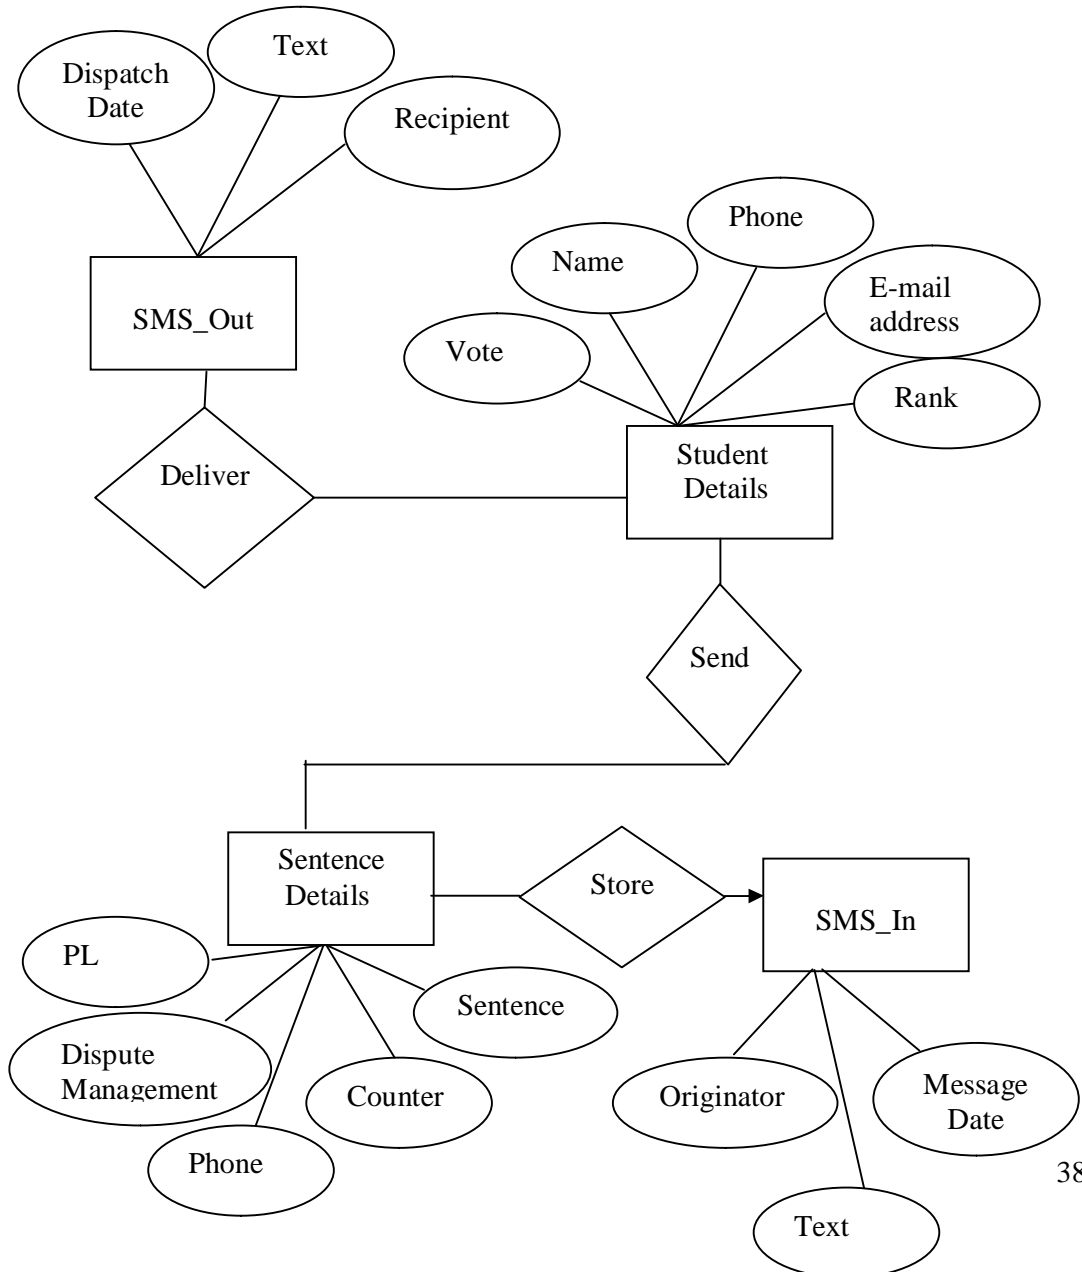 Text
Dispatch
Date
Recipient
Phone
Name
E-mail
address
SMS_Out
Vote
Rank
Student
Details
Deliver
Send
Sentence
Details
Store
SMS_In
PL
Sentence
Dispute
Management
Counter
Originator
Message
Date
Phone
38
Text